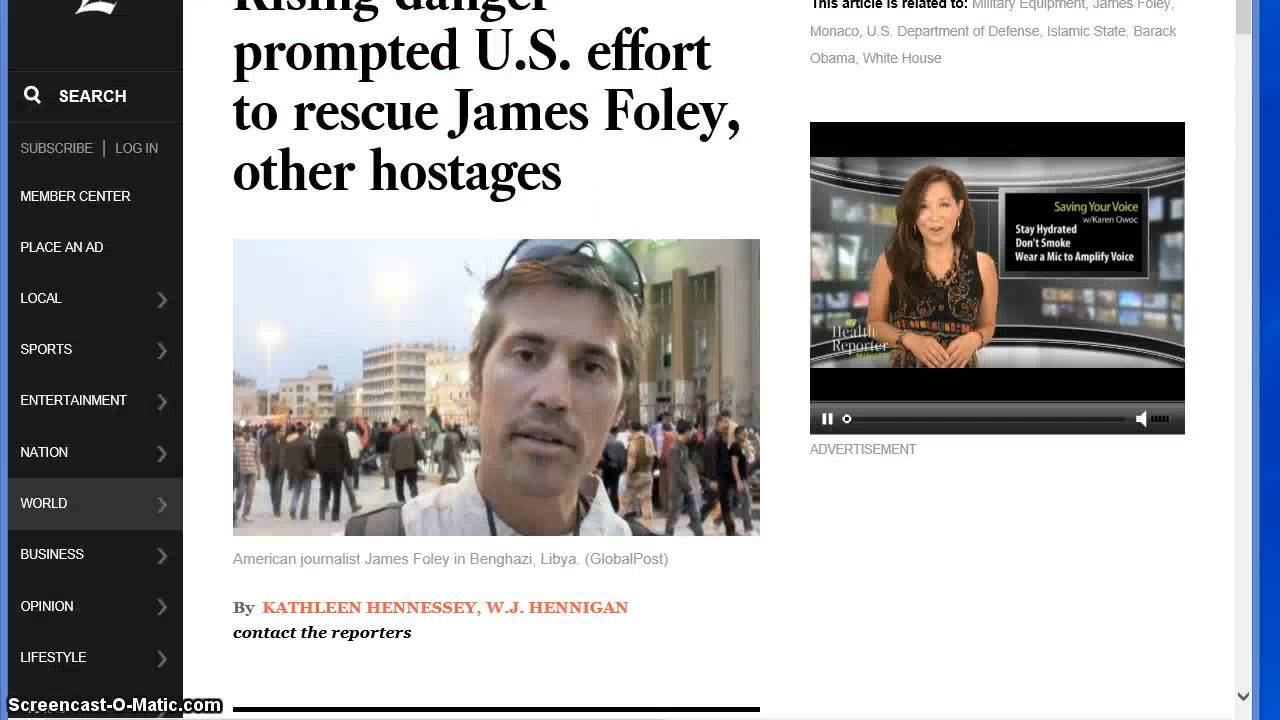 SEARCH
SUBSCRIBE | LOG IN
MEMBER CENTER
PLACE AN AD
LOCAL
SPORTS
ENTERTAINMENT
NATION
WORLD
BUSINESS
OPINION
LIFESTYLE
Screencast-O-Matic.com
Rising danger
prompted U.S. effort
to rescue James Foley,
other hostages
American journalist James Foley in Benghazi, Libya. (GlobalPost)
By KATHLEEN HENNESSEY, W.J. HENNIGAN
contact the reporters
This article is related to: Military Equipment, James Foley,
Monaco, U.S. Department of Defense, Islamic State, Barack
Obama, White House
Saving Your Voice
w/Karen Owoc
Stay Hydrated
Don't Smoke
Wear a Mic to Amplify Voice
Health
Reporter
ADVERTISEMENT